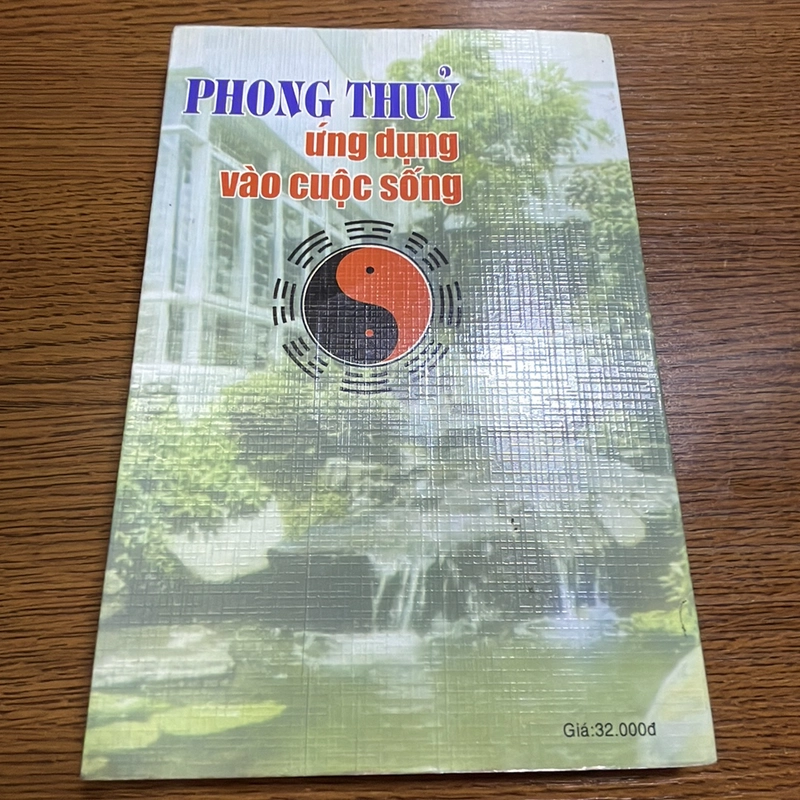 PHONG THUỶ
ứng dụng
vào cuộc sống
Giá:32.000đ